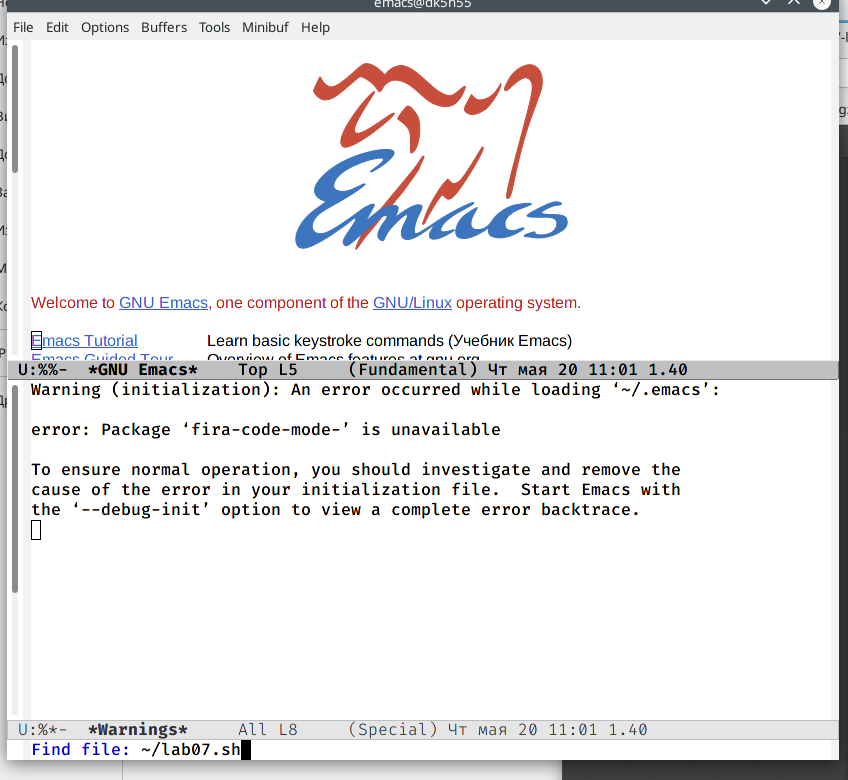 emacs@dk5n55
File Edit Options Buffers Tools Minibuf Help
Emacs
Welcome to GNU Emacs, one component of the GNU/Linux operating system.
Emacs Tutorial Learn basic keystroke commands (Учебник Emacs)
Emacs Guided Tour Overview of Emacs features at gnu.org
U:%%- *GNU Emacs* Top L5 (Fundamental) Чт мая 20 11:01 1.40
Warning (initialization): An error occurred while loading ‘~/.emacs’:
error: Package ‘fira-code-mode-’ is unavailable
To ensure normal operation, you should investigate and remove the
cause of the error in your initialization file.  Start Emacs with
the ‘--debug-init’ option to view a complete error backtrace.
U:%*- *Warnings* All L8 (Special) Чт мая 20 11:01 1.40
Find file: ~/lab07.sh